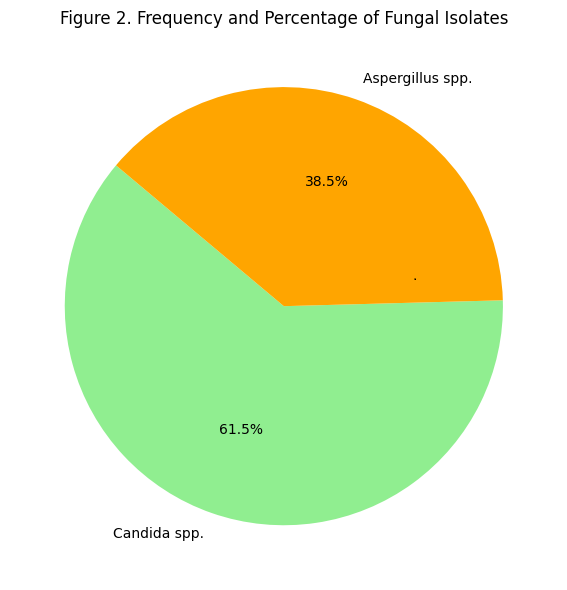 Figure 2. Frequency and Percentage of Fungal Isolates
Aspergillus spp.
38.5%
.
61.5%
Candida spp.